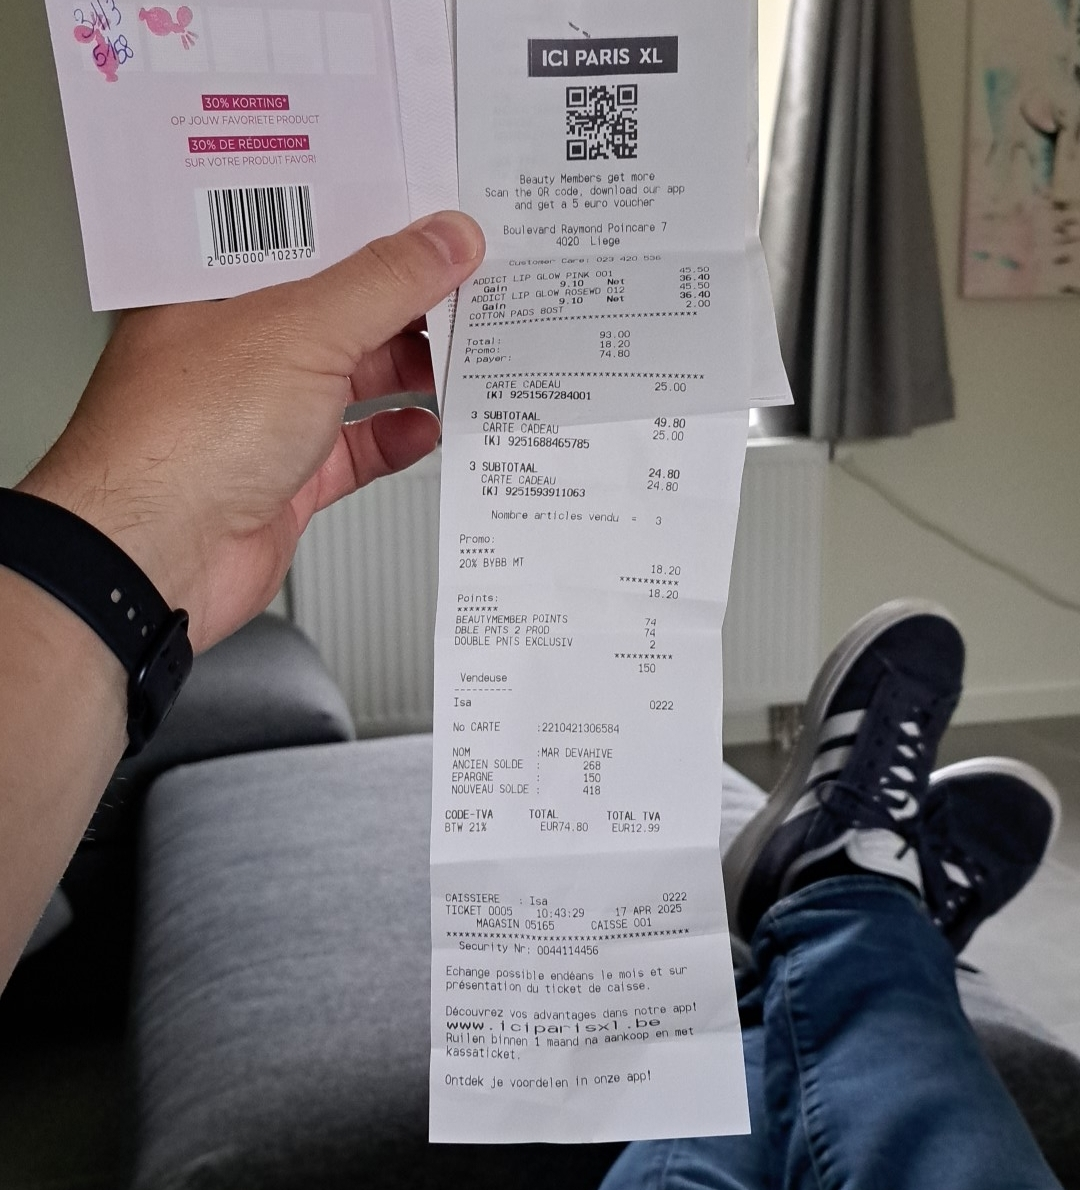 30% KORTING*
OP JOUW FAVORIETE PRODUCT
30% DE RÉDUCTION*
SUR VOTRE PRODUIT FAVORI
2 005000 102370
ICI PARIS XL
Beauty Members get more
Scan the QR code, download our app
and get a 5 euro voucher
Boulevard Raymond Poincare 7
4020 Liege
Customer Care: 023 420 536
ADDICT LIP GLOW PINK 001 45.50
Gain 9.10 Net 36.40
ADDICT LIP GLOW ROSEWD 012 45.50
Gain 9.10 Net 36.40
COTTON PADS 80ST 2.00
****************************************
Total: 93.00
Promo: 18.20
A payer: 74.80
****************************************
CARTE CADEAU 25.00
[K] 9251567284001
3 SUBTOTAAL 49.80
CARTE CADEAU 25.00
[K] 9251688465785
3 SUBTOTAAL 24.80
CARTE CADEAU 24.80
[K] 9251593911063
Nombre articles vendu = 3
Promo:
******
20% BYBB MT 18.20
**********
18.20
Points:
*******
BEAUTYMEMBER POINTS 74
DBLE PNTS 2 PROD 74
DOUBLE PNTS EXCLUSIV 2
**********
150
Vendeuse
----------
Isa 0222
No CARTE :2210421306584
NOM :MAR DEVAHIVE
ANCIEN SOLDE : 268
EPARGNE : 150
NOUVEAU SOLDE : 418
CODE-TVA TOTAL TOTAL TVA
BTW 21% EUR74.80 EUR12.99
CAISSIERE : Isa 0222
TICKET 0005 10:43:29 17 APR 2025
MAGASIN 05165 CAISSE 001
****************************************
Security Nr: 0044114456
Echange possible endéans le mois et sur
présentation du ticket de caisse.
Découvrez vos advantages dans notre app!
www.iciparisxl.be
Ruilen binnen 1 maand na aankoop en met
kassaticket.
Ontdek je voordelen in onze app!